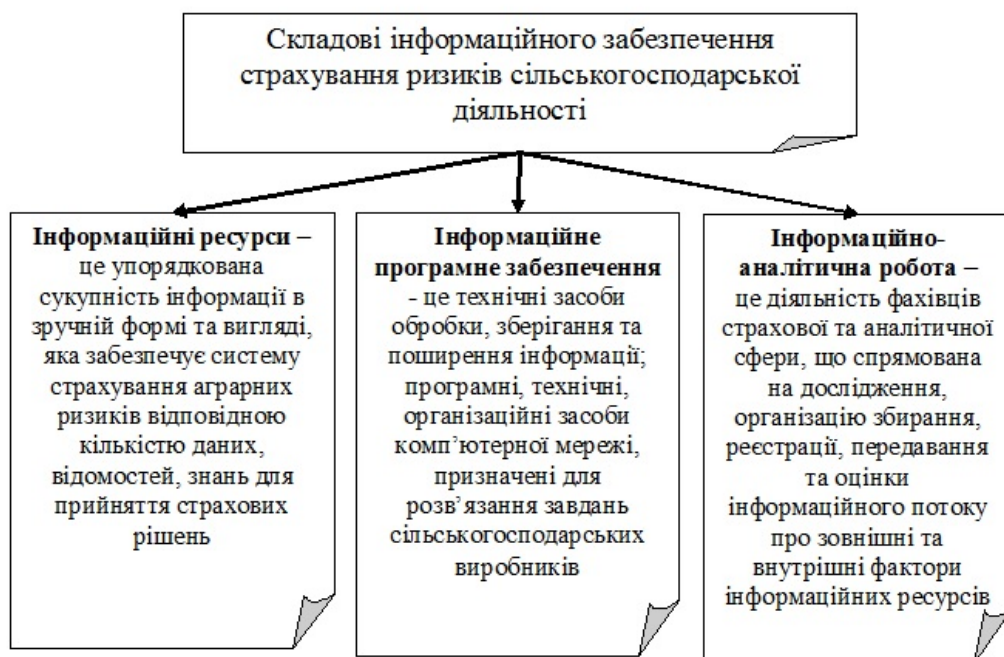 Складові інформаційного забезпечення
страхування ризиків сільськогосподарської
діяльності
Інформаційні ресурси –
це упорядкована
сукупність інформації в
зручній формі та вигляді,
яка забезпечує систему
страхування аграрних
ризиків відповідною
кількістю даних,
відомостей, знань для
прийняття страхових
рішень
Інформаційне
програмне забезпечення
- це технічні засоби
обробки, зберігання та
поширення інформації;
програмні, технічні,
організаційні засоби
комп’ютерної мережі,
призначені для
розв’язання завдань
сільськогосподарських
виробників
Інформаційно-
аналітична робота –
це діяльність фахівців
страхової та аналітичної
сфери, що спрямована
на дослідження,
організацію збирання,
реєстрації, передавання
та оцінки
інформаційного потоку
про зовнішні та
внутрішні фактори
інформаційних ресурсів